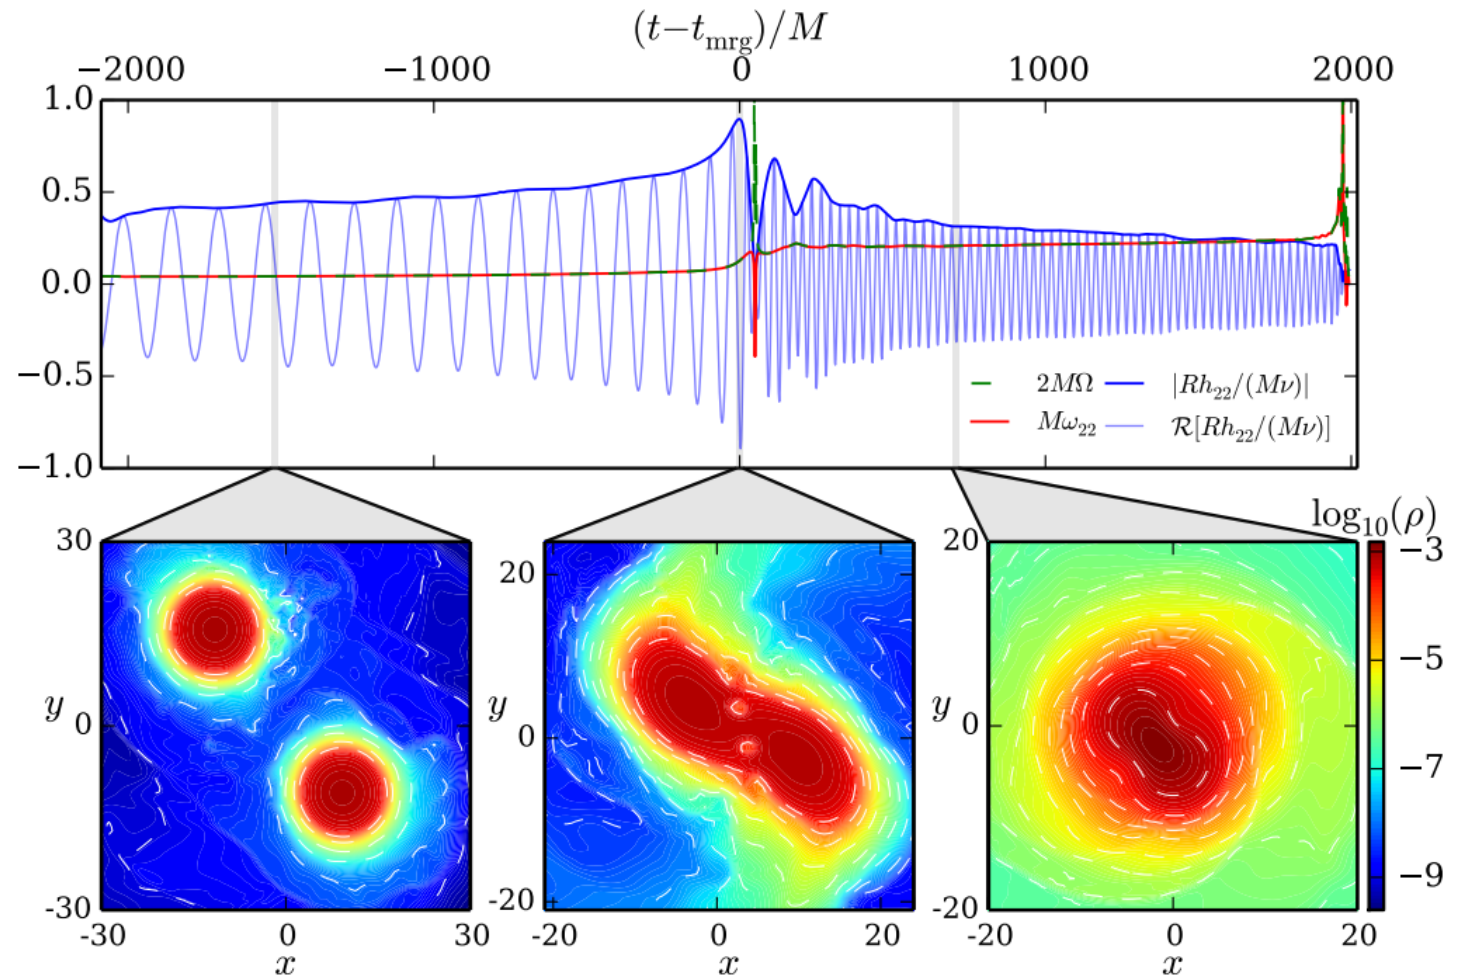 (t−t_mrg)/M
−2000 −1000 0 1000 2000
1.0
0.5
0.0
−0.5
−1.0
2MΩ |Rh₂₂/(Mν)|
Mω₂₂ ℛ[Rh₂₂/(Mν)]
log₁₀(ρ)
30
0
-30
y
-30 0 30
x
20
0
-20
y
-20 0 20
x
20
0
-20
y
-20 0 20
x
−3
−5
−7
−9